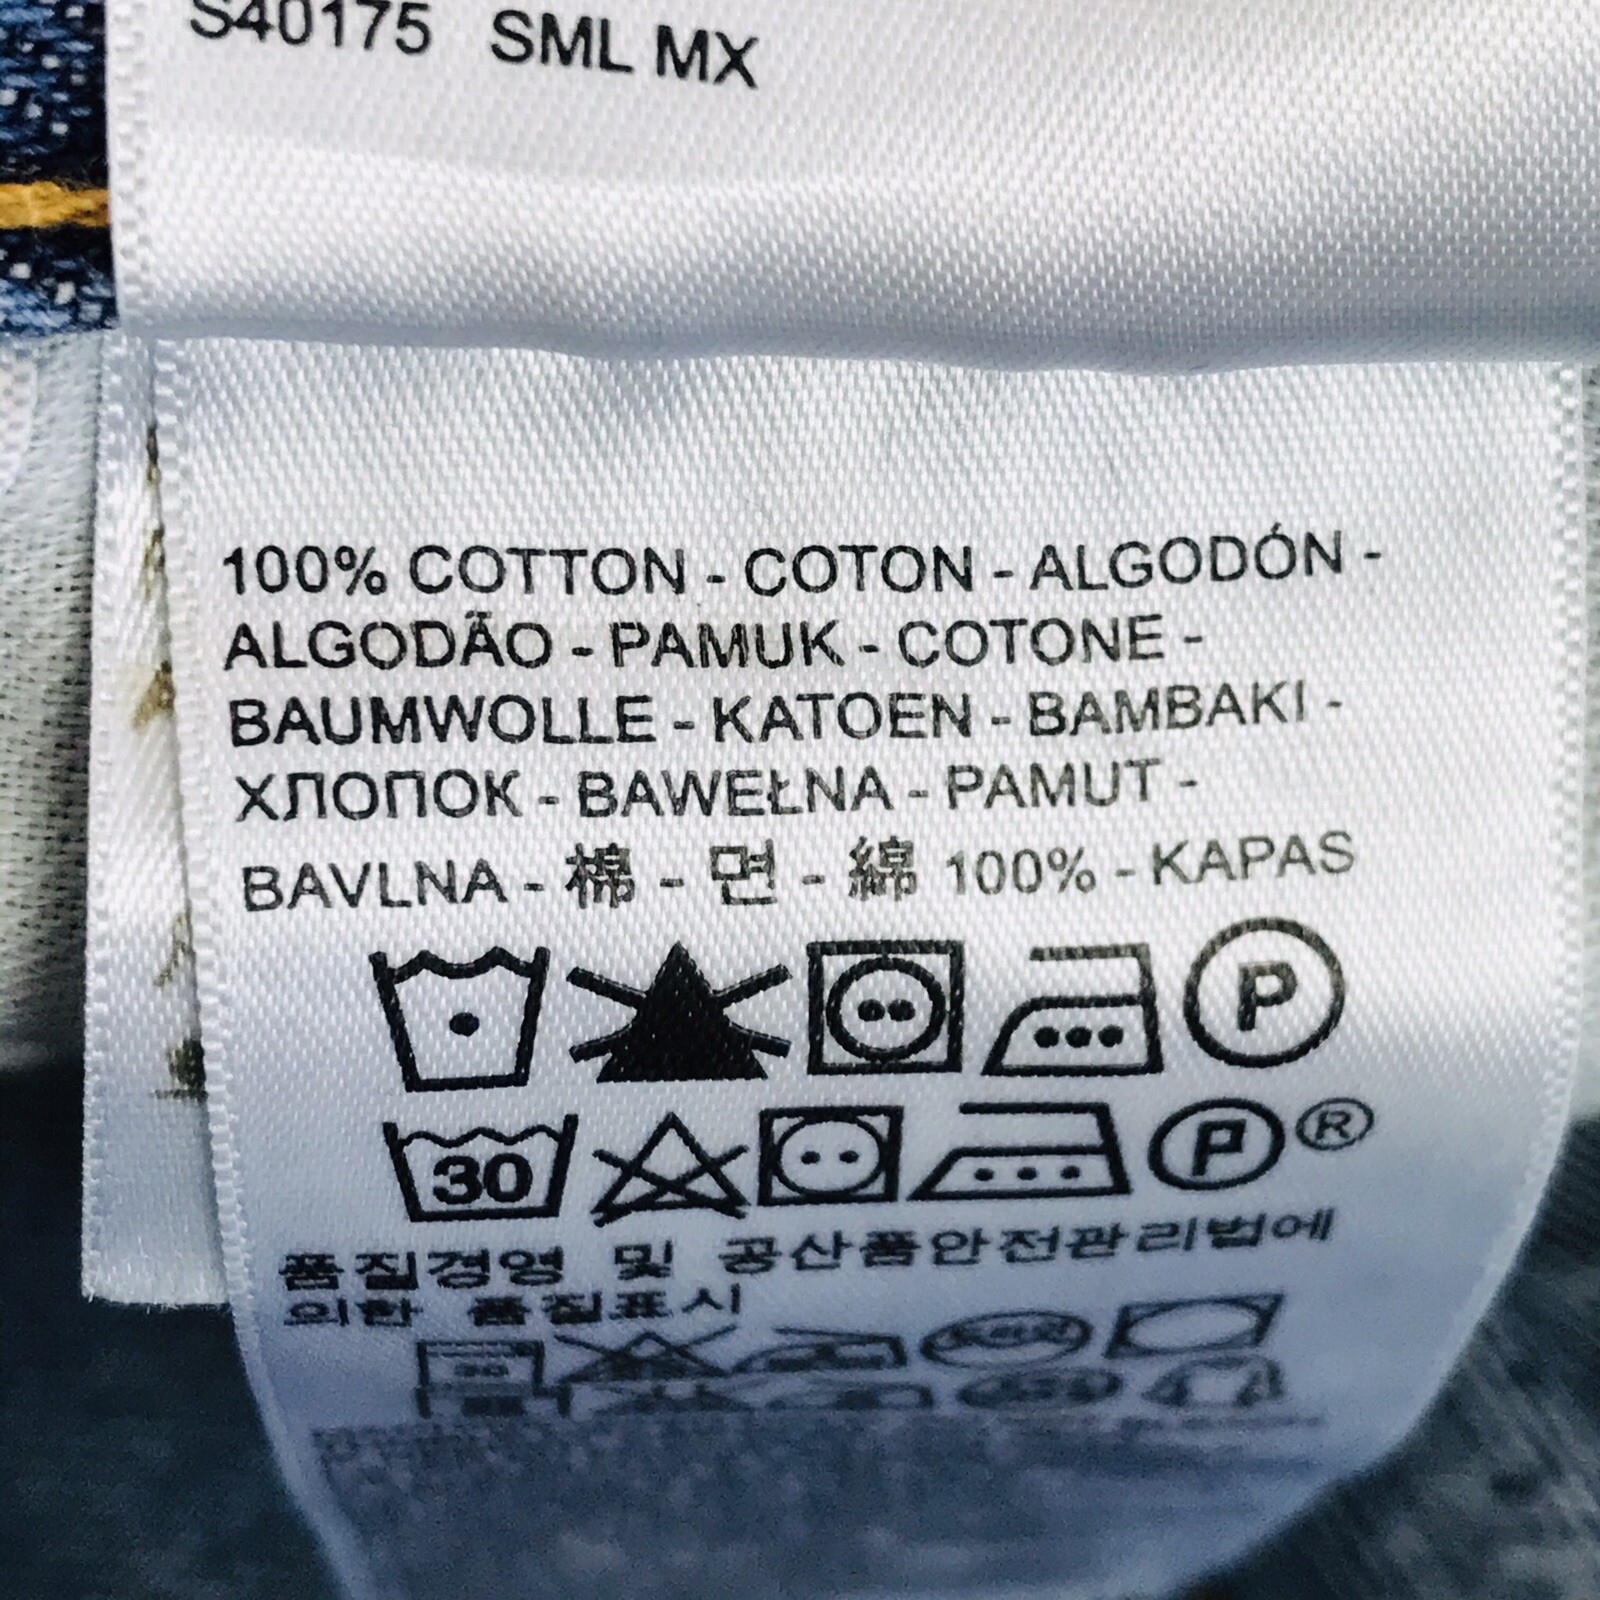 S40175 SML MX
100% COTTON - COTON - ALGODÓN -
ALGODÃO - PAMUK - COTONE -
BAUMWOLLE - KATOEN - BAMBAKI -
ХЛОПОК - BAWEŁNA - PAMUT -
BAVLNA - 棉 - 면 - 綿 100% - KAPAS
P
30 P ®
품질경영 및 공산품안전관리법에
의한 품질표시